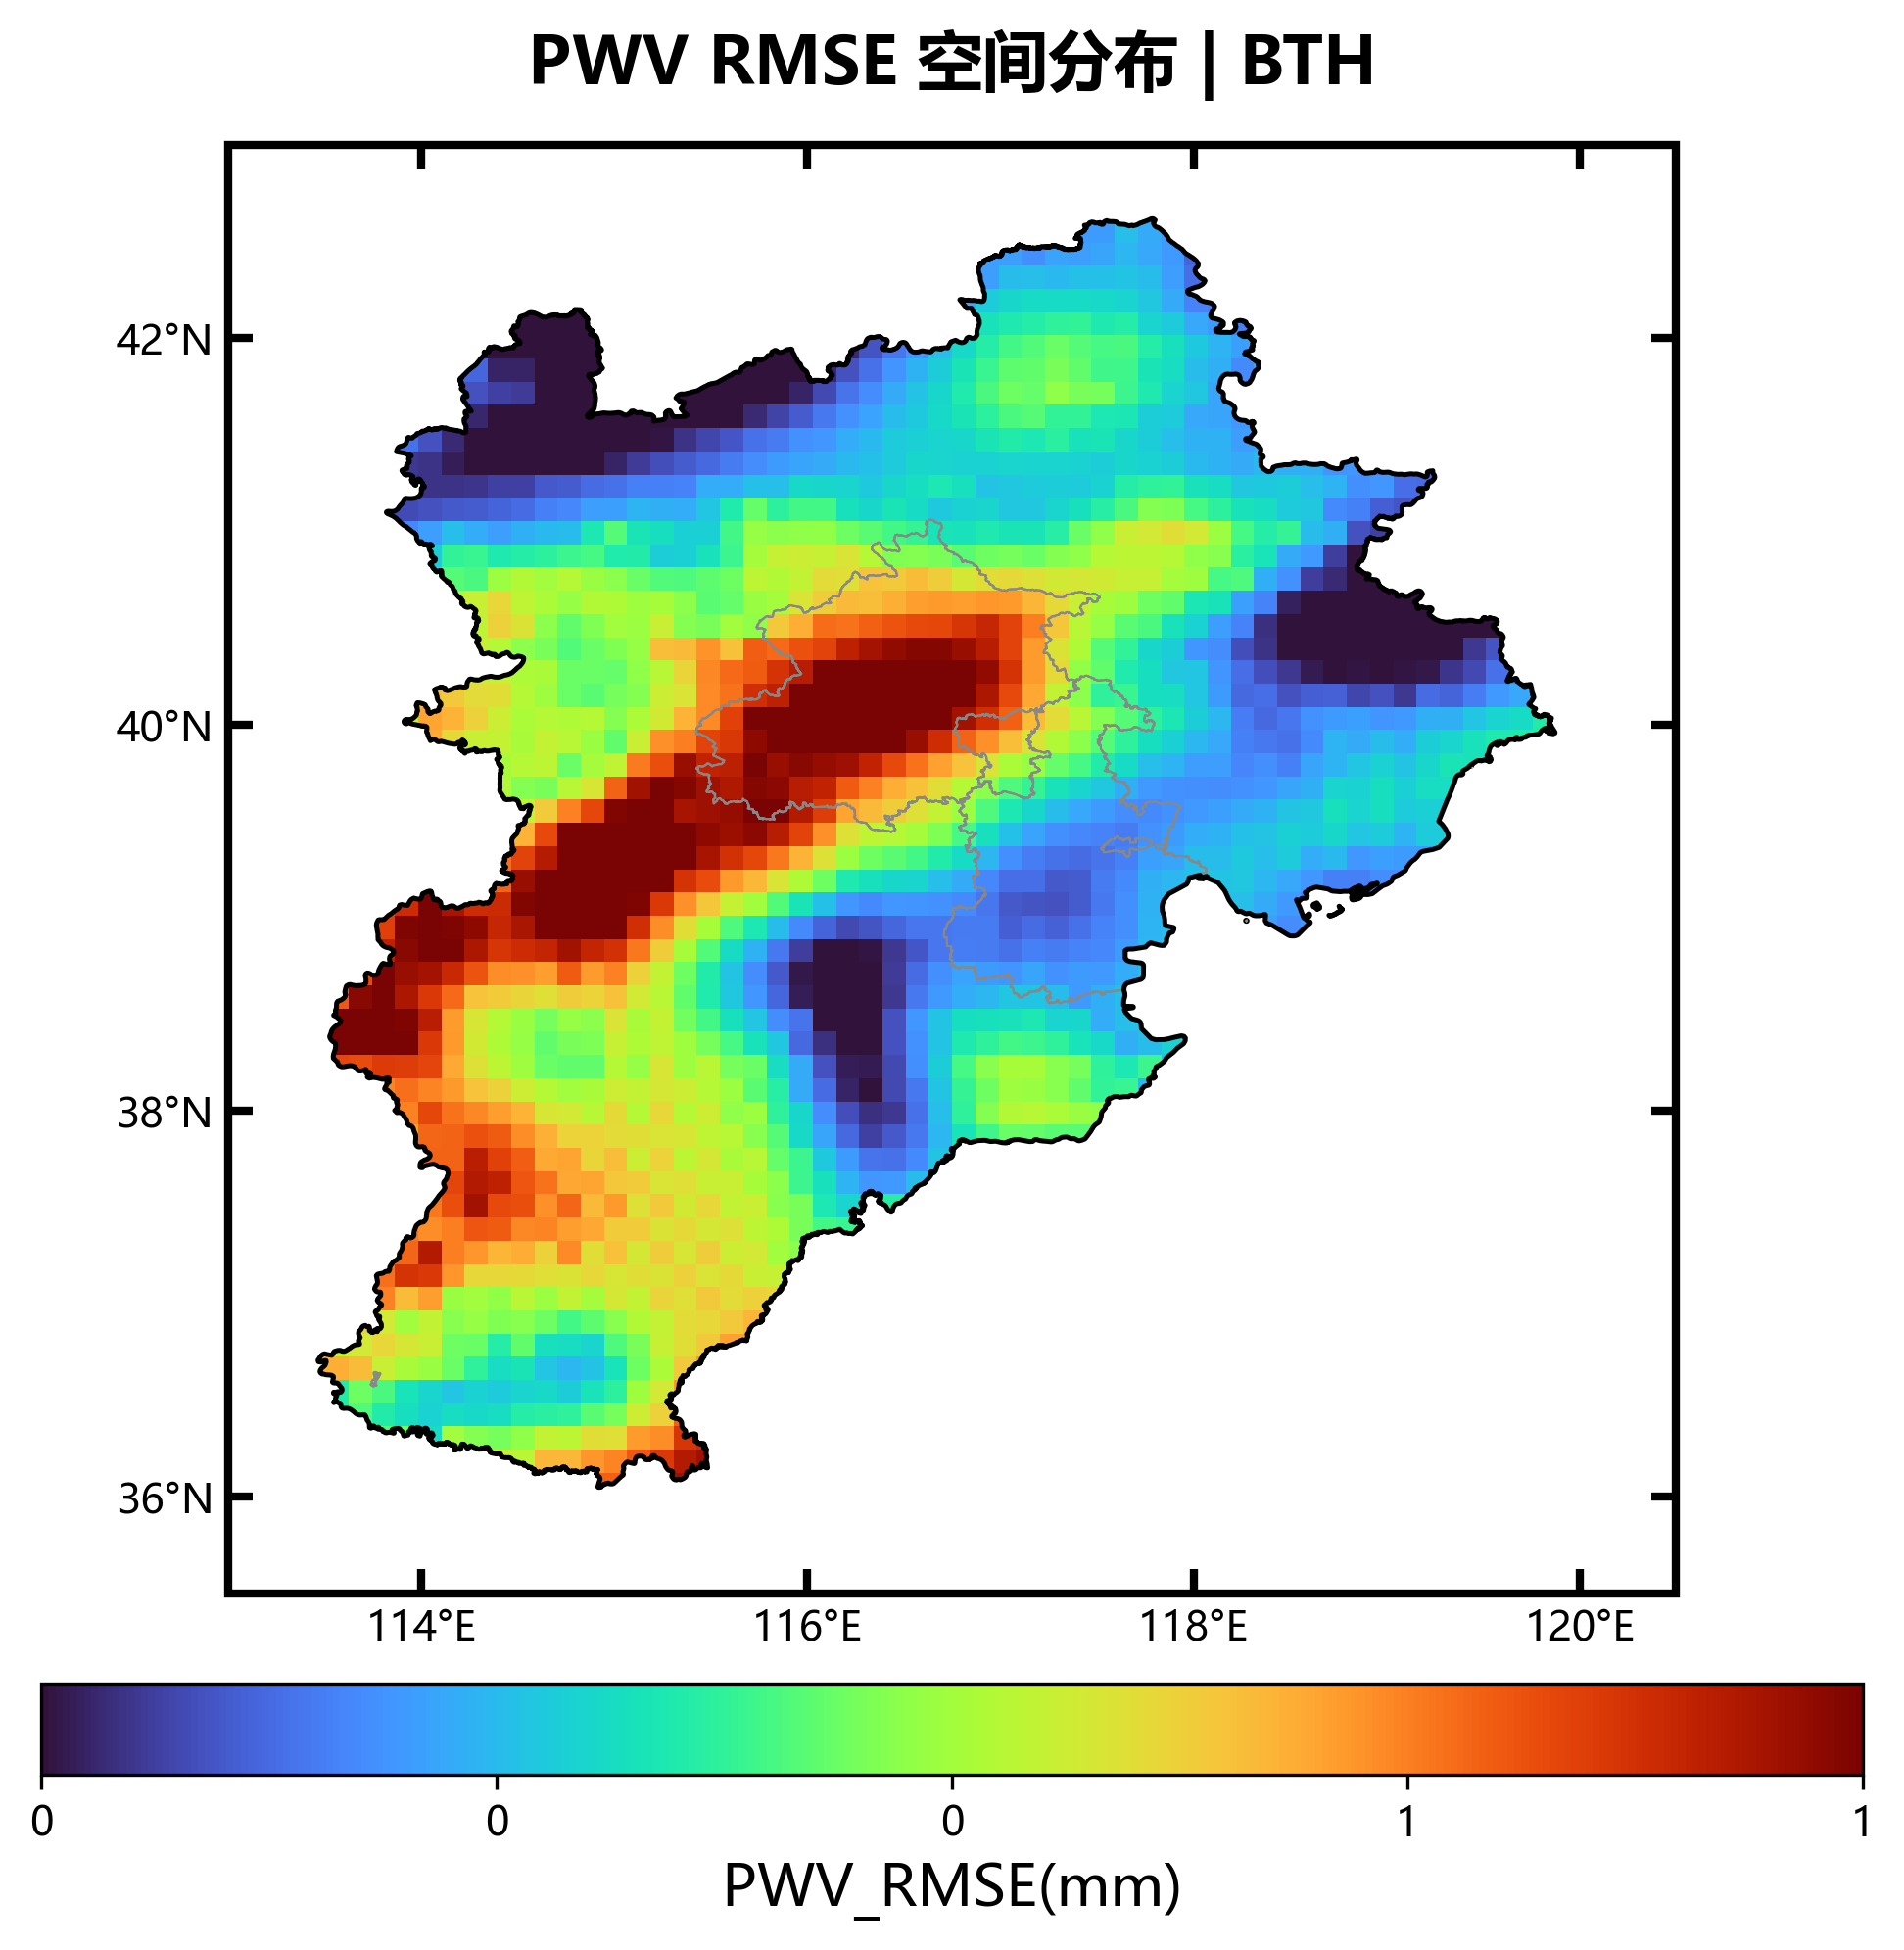 PWV RMSE 空间分布 | BTH
42°N
40°N
38°N
36°N
114°E 116°E 118°E 120°E
0 0 0 1 1
PWV_RMSE(mm)